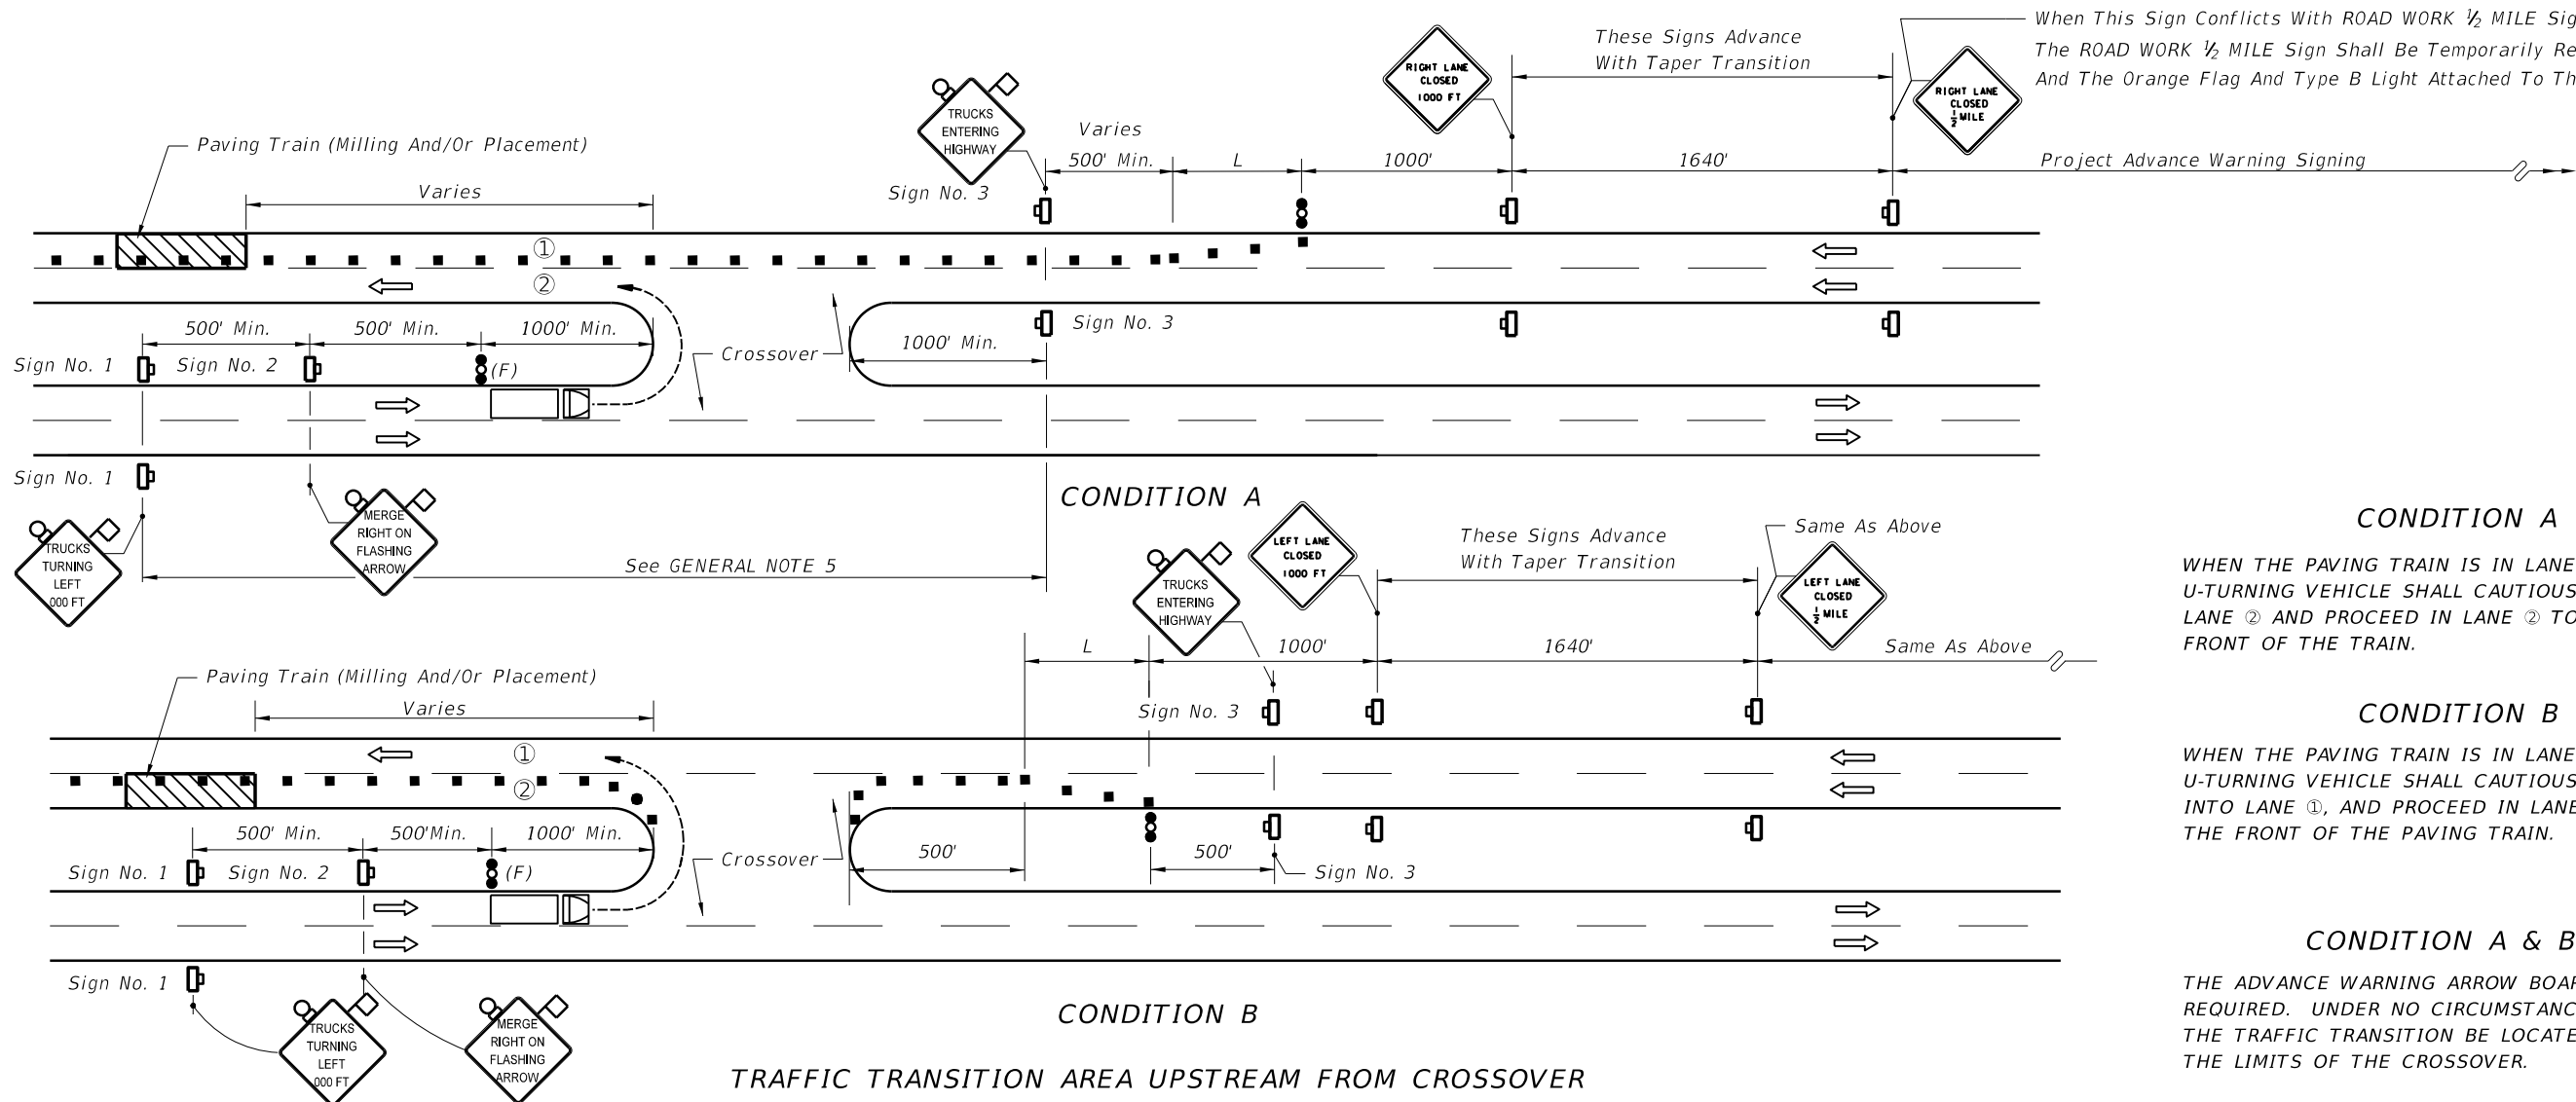 When This Sign Conflicts With ROAD WORK ½ MILE
The ROAD WORK ½ MILE Sign Shall Be Temporarily
And The Orange Flag And Type B Light Attached To
These Signs Advance
With Taper Transition
RIGHT LANE
CLOSED
1000 FT
RIGHT LANE
CLOSED
½ MILE
TRUCKS
ENTERING
HIGHWAY
Sign No. 3
Varies
500' Min.
L
1000'
1640'
Project Advance Warning Signing
Paving Train (Milling And/Or Placement)
Varies
①
②
500' Min.
500' Min.
1000' Min.
Crossover
1000' Min.
Sign No. 3
Sign No. 1
Sign No. 2
(F)
Sign No. 1
TRUCKS
TURNING
LEFT
000 FT
MERGE
RIGHT ON
FLASHING
ARROW
See GENERAL NOTE 5
CONDITION A
TRUCKS
ENTERING
HIGHWAY
LEFT LANE
CLOSED
1000 FT
These Signs Advance
With Taper Transition
Same As Above
LEFT LANE
CLOSED
½ MILE
L
1000'
1640'
Same As Above
Sign No. 3
Paving Train (Milling And/Or Placement)
Varies
①
②
500' Min.
500'Min.
1000' Min.
Crossover
500'
500'
Sign No. 3
Sign No. 1
Sign No. 2
(F)
Sign No. 1
TRUCKS
TURNING
LEFT
000 FT
MERGE
RIGHT ON
FLASHING
ARROW
CONDITION B
TRAFFIC TRANSITION AREA UPSTREAM FROM CROSSOVER
CONDITION A
WHEN THE PAVING TRAIN IS IN LANE
U-TURNING VEHICLE SHALL
LANE ② AND PROCEED IN LANE ② TO
FRONT OF THE TRAIN.
CONDITION B
WHEN THE PAVING TRAIN IS IN LANE
U-TURNING VEHICLE SHALL
INTO LANE ①, AND PROCEED IN LANE
THE FRONT OF THE PAVING TRAIN.
CONDITION A & B
THE ADVANCE WARNING ARROW
REQUIRED. UNDER NO
THE TRAFFIC TRANSITION BE
THE LIMITS OF THE CROSSOVER.